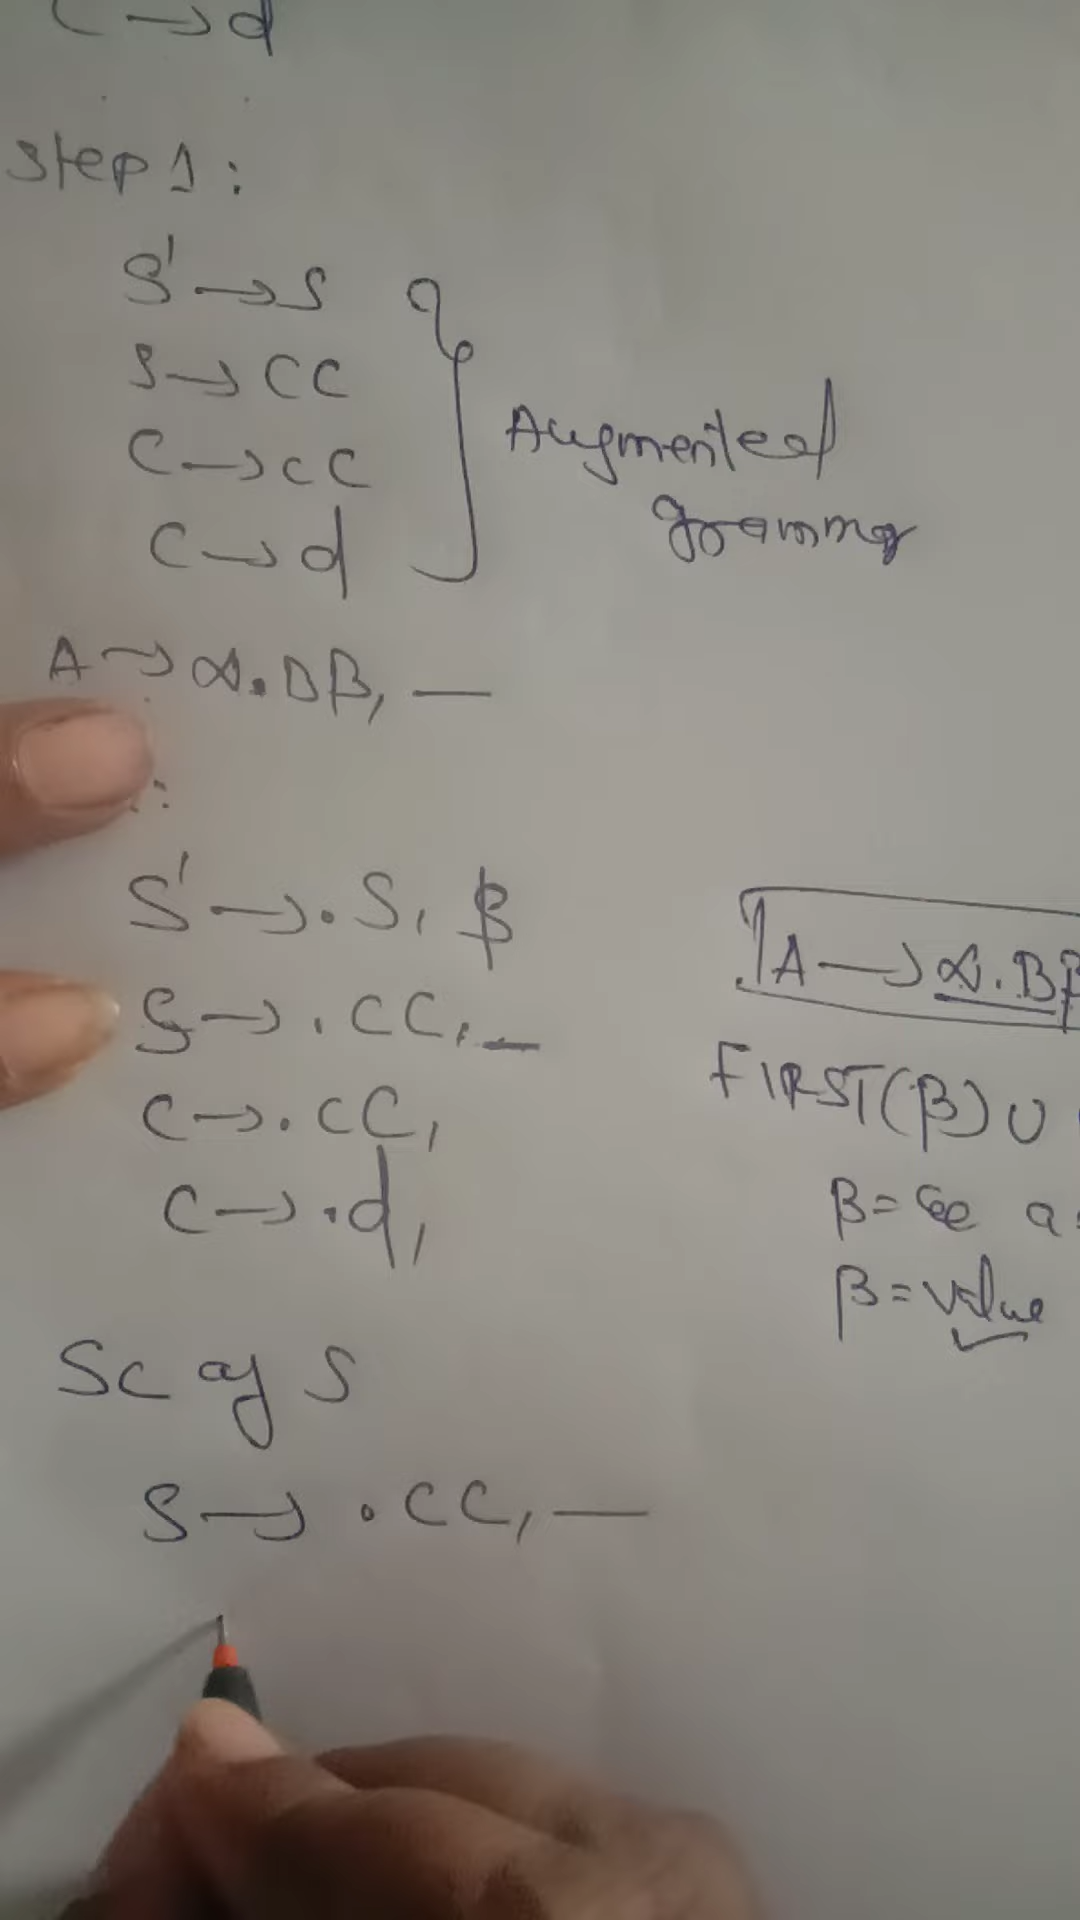 C → d
Step 1:
S' → S
S → CC
C → cC
C → d
Augmented
grammar
A → α.Bβ, —
S' → .S, $
S → .CC, —
C → .cC,
C → .d,
A → α.Bβ
FIRST(β) ∪
β =
β = value
SC of S
S → .CC, —